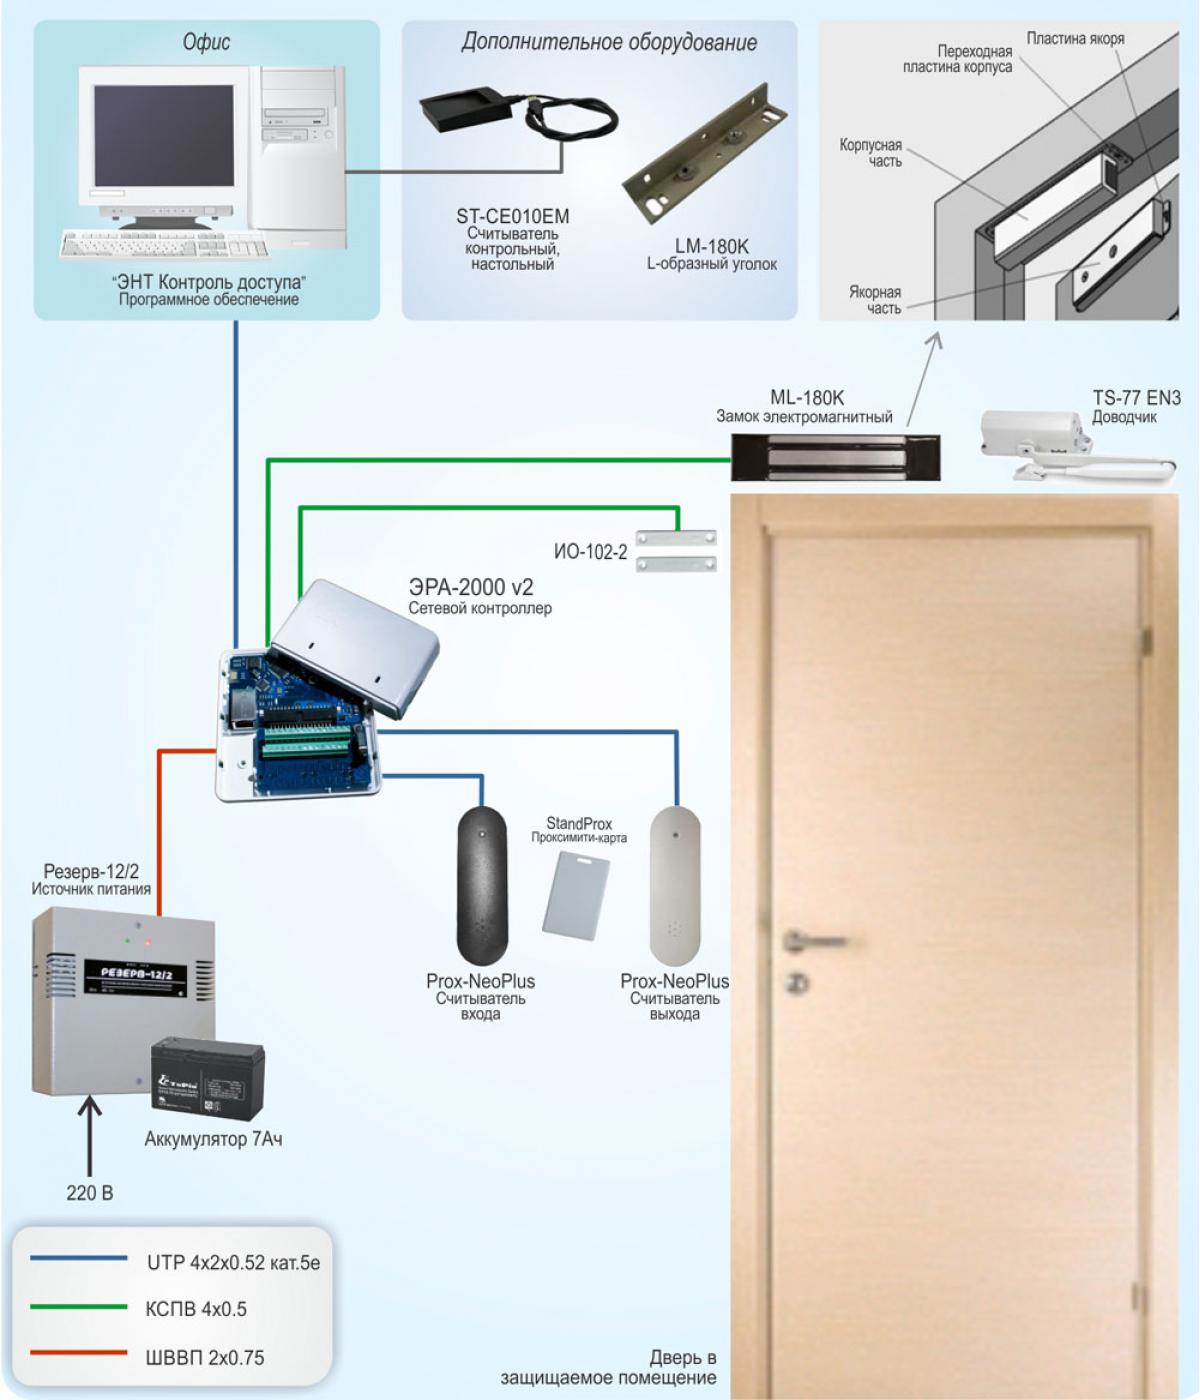 Офис
"ЭНТ Контроль доступа"
Программное обеспечение
Дополнительное оборудование
ST-CE010EM
Считыватель
контрольный,
настольный
LM-180K
L-образный уголок
Пластина якоря
Переходная
пластина корпуса
Корпусная
часть
Якорная
часть
ML-180K
Замок электромагнитный
TS-77 EN3
Доводчик
ИО-102-2
ЭРА-2000 v2
Сетевой контроллер
StandProx
Проксимити-карта
Prox-NeoPlus
Считыватель
входа
Prox-NeoPlus
Считыватель
выхода
Резерв-12/2
Источник питания
РЕЗЕРВ-12/2
Аккумулятор 7Ач
220 В
UTP 4x2x0.52 кат.5е
КСПВ 4x0.5
ШВВП 2x0.75
Дверь в
защищаемое помещение